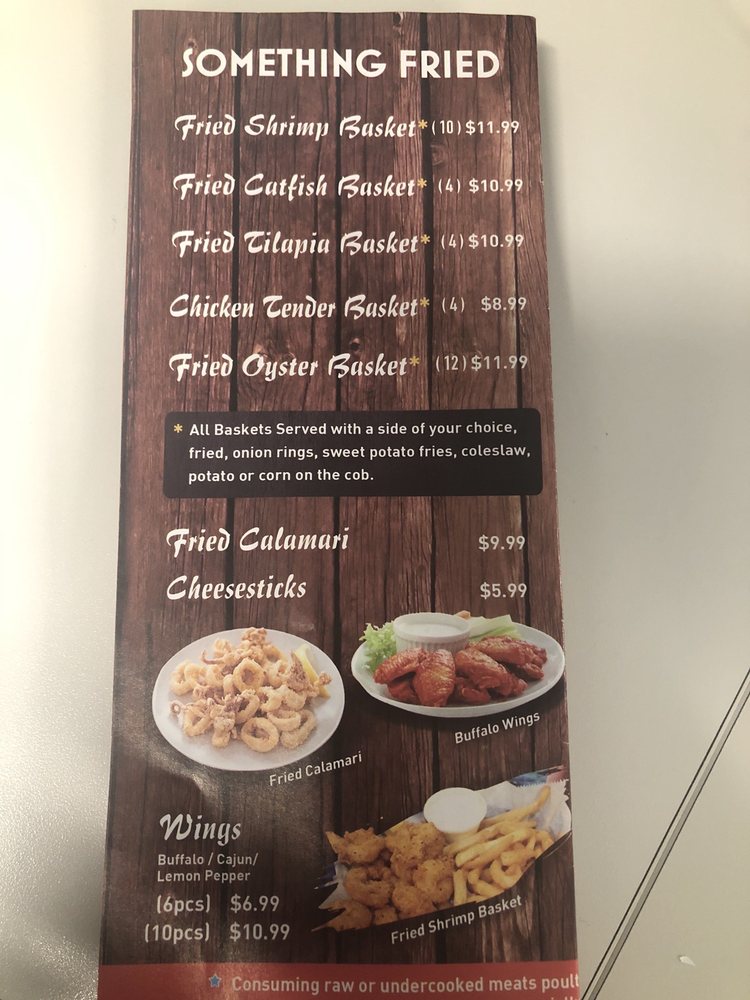 SOMETHING FRIED
Fried Shrimp Basket* (10) $11.99
Fried Catfish Basket* (4) $10.99
Fried Tilapia Basket* (4) $10.99
Chicken Tender Basket* (4) $8.99
Fried Oyster Basket* (12) $11.99
* All Baskets Served with a side of your choice,
fried, onion rings, sweet potato fries, coleslaw,
potato or corn on the cob.
Fried Calamari $9.99
Cheesesticks $5.99
Buffalo Wings
Fried Calamari
Wings
Buffalo / Cajun/
Lemon Pepper
(6pcs) $6.99
(10pcs) $10.99
Fried Shrimp Basket
Consuming raw or undercooked meats poult